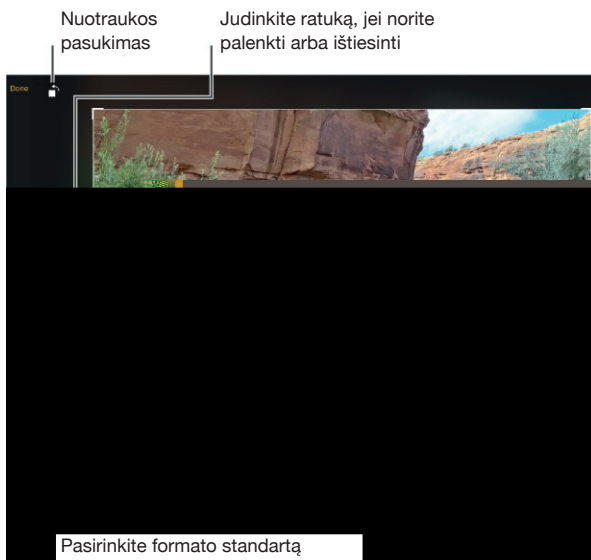 Nuotraukos
pasukimas
Judinkite ratuką, jei norite
palenkti arba ištiesinti
Done
Pasirinkite formato standartą